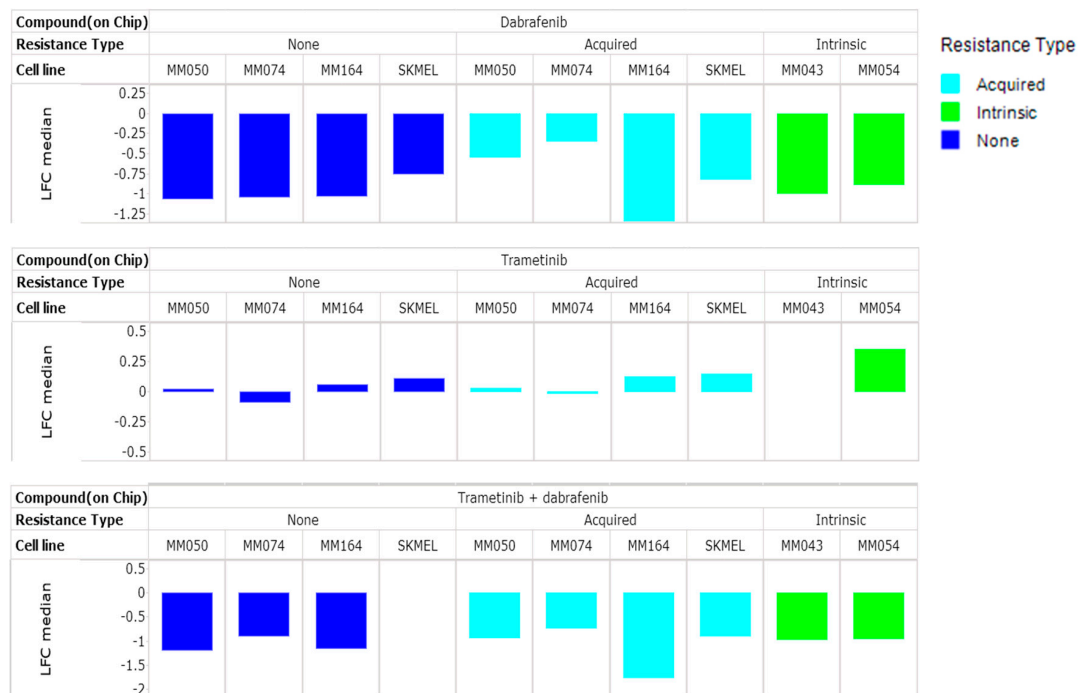 Compound(on Chip) Dabrafenib
Resistance Type None Acquired Intrinsic
Cell line MM050 MM074 MM164 SKMEL MM050 MM074 MM164 SKMEL MM043 MM054
LFC median
0.25
0
-0.25
-0.5
-0.75
-1
-1.25
Resistance Type
Acquired
Intrinsic
None
Compound(on Chip) Trametinib
Resistance Type None Acquired Intrinsic
Cell line MM050 MM074 MM164 SKMEL MM050 MM074 MM164 SKMEL MM043 MM054
LFC median
0.5
0.25
0
-0.25
-0.5
Compound(on Chip) Trametinib + dabrafenib
Resistance Type None Acquired Intrinsic
Cell line MM050 MM074 MM164 SKMEL MM050 MM074 MM164 SKMEL MM043 MM054
LFC median
0.5
0
-0.5
-1
-1.5
-2